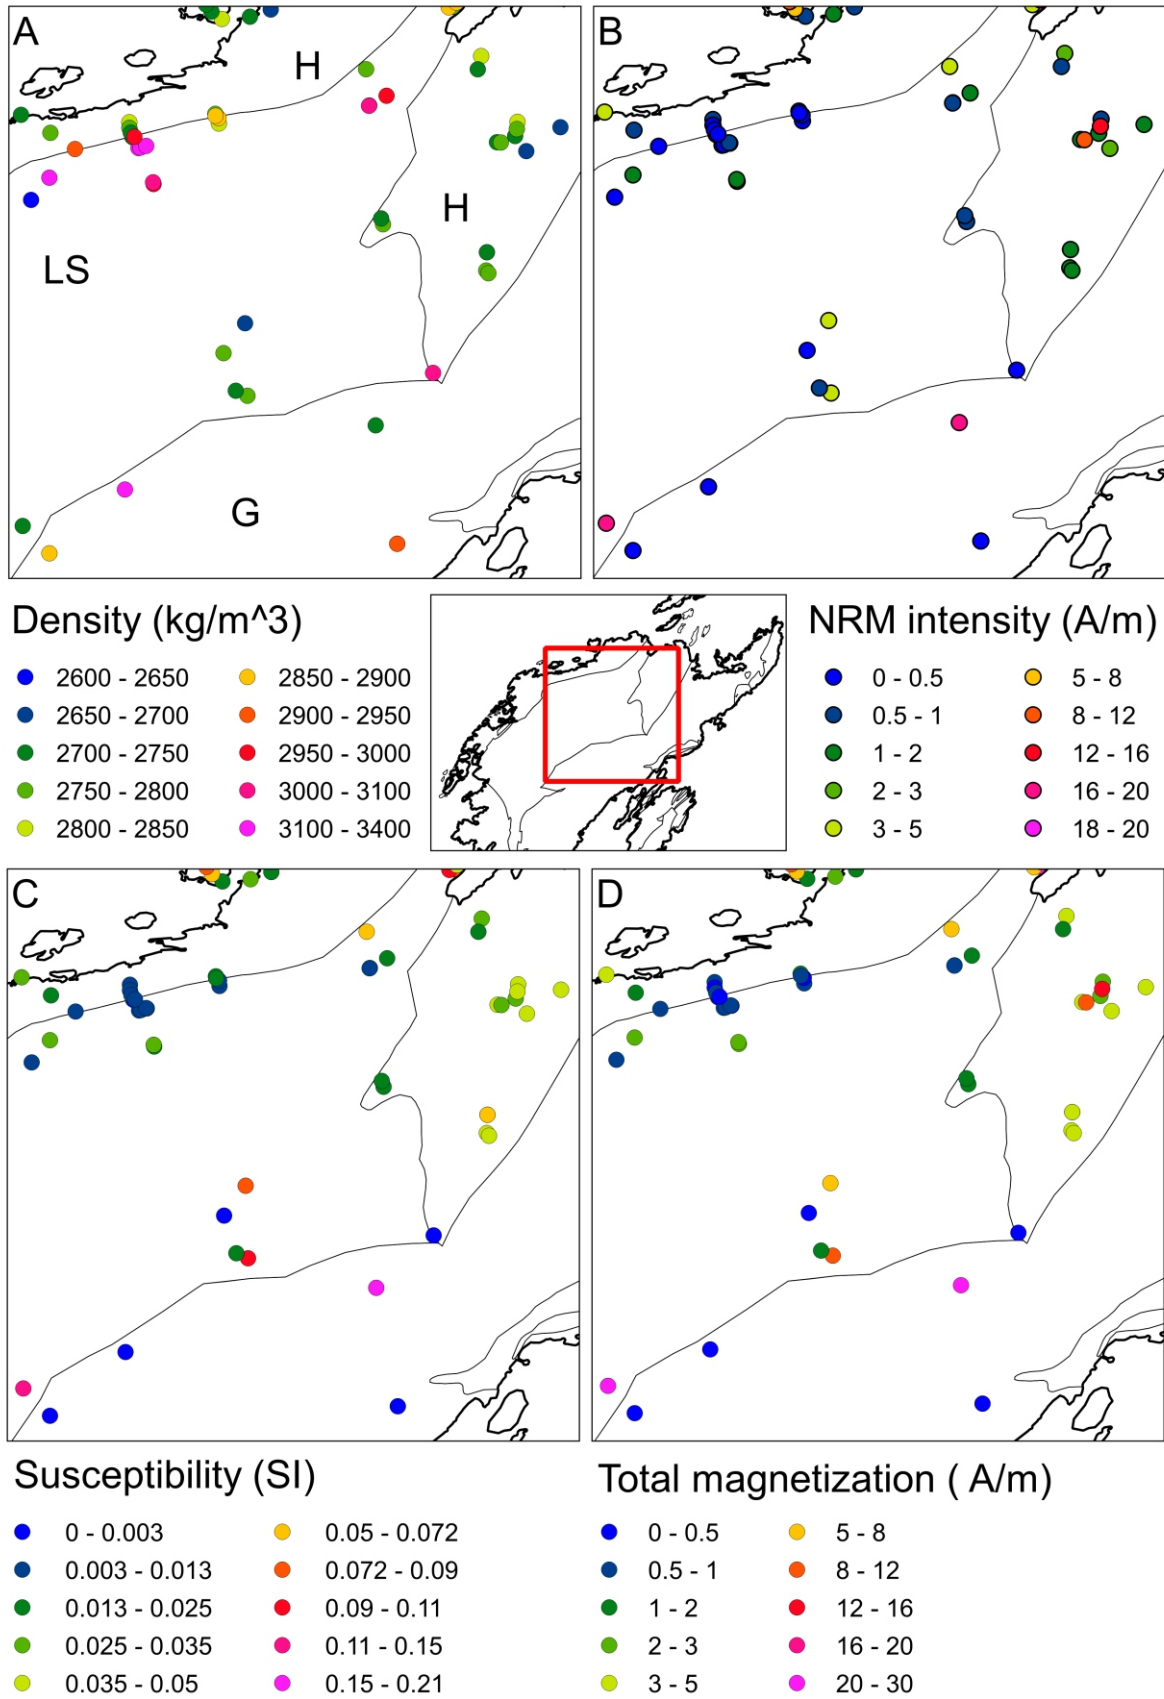 A
B
H
H
LS
G
Density (kg/m^3)
2600 - 2650
2650 - 2700
2700 - 2750
2750 - 2800
2800 - 2850
2850 - 2900
2900 - 2950
2950 - 3000
3000 - 3100
3100 - 3400
NRM intensity (A/m)
0 - 0.5
0.5 - 1
1 - 2
2 - 3
3 - 5
5 - 8
8 - 12
12 - 16
16 - 20
18 - 20
C
D
Susceptibility (SI)
0 - 0.003
0.003 - 0.013
0.013 - 0.025
0.025 - 0.035
0.035 - 0.05
0.05 - 0.072
0.072 - 0.09
0.09 - 0.11
0.11 - 0.15
0.15 - 0.21
Total magnetization ( A/m)
0 - 0.5
0.5 - 1
1 - 2
2 - 3
3 - 5
5 - 8
8 - 12
12 - 16
16 - 20
20 - 30